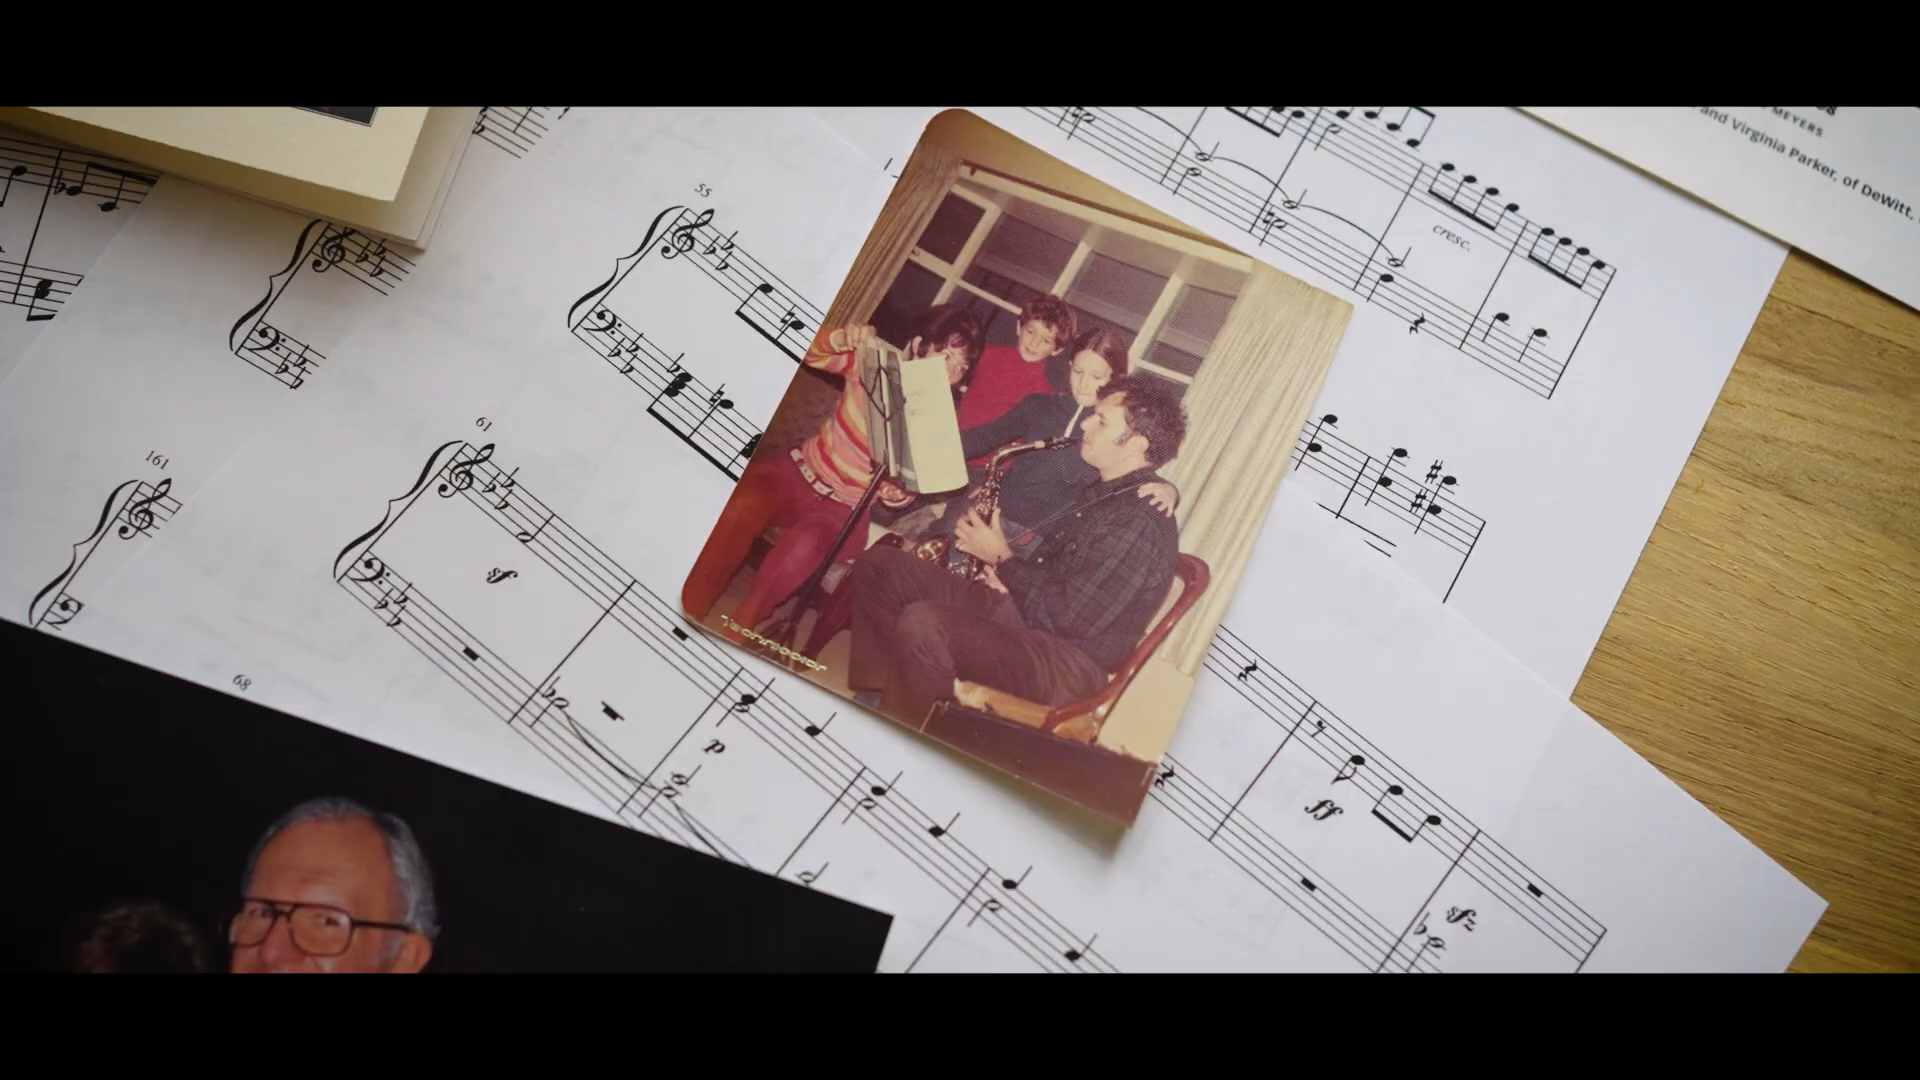 MEYERS
and Virginia Parker, of DeWitt,
55
cresc.
61
161
sf
68
p
ff
sfz
Technicolor